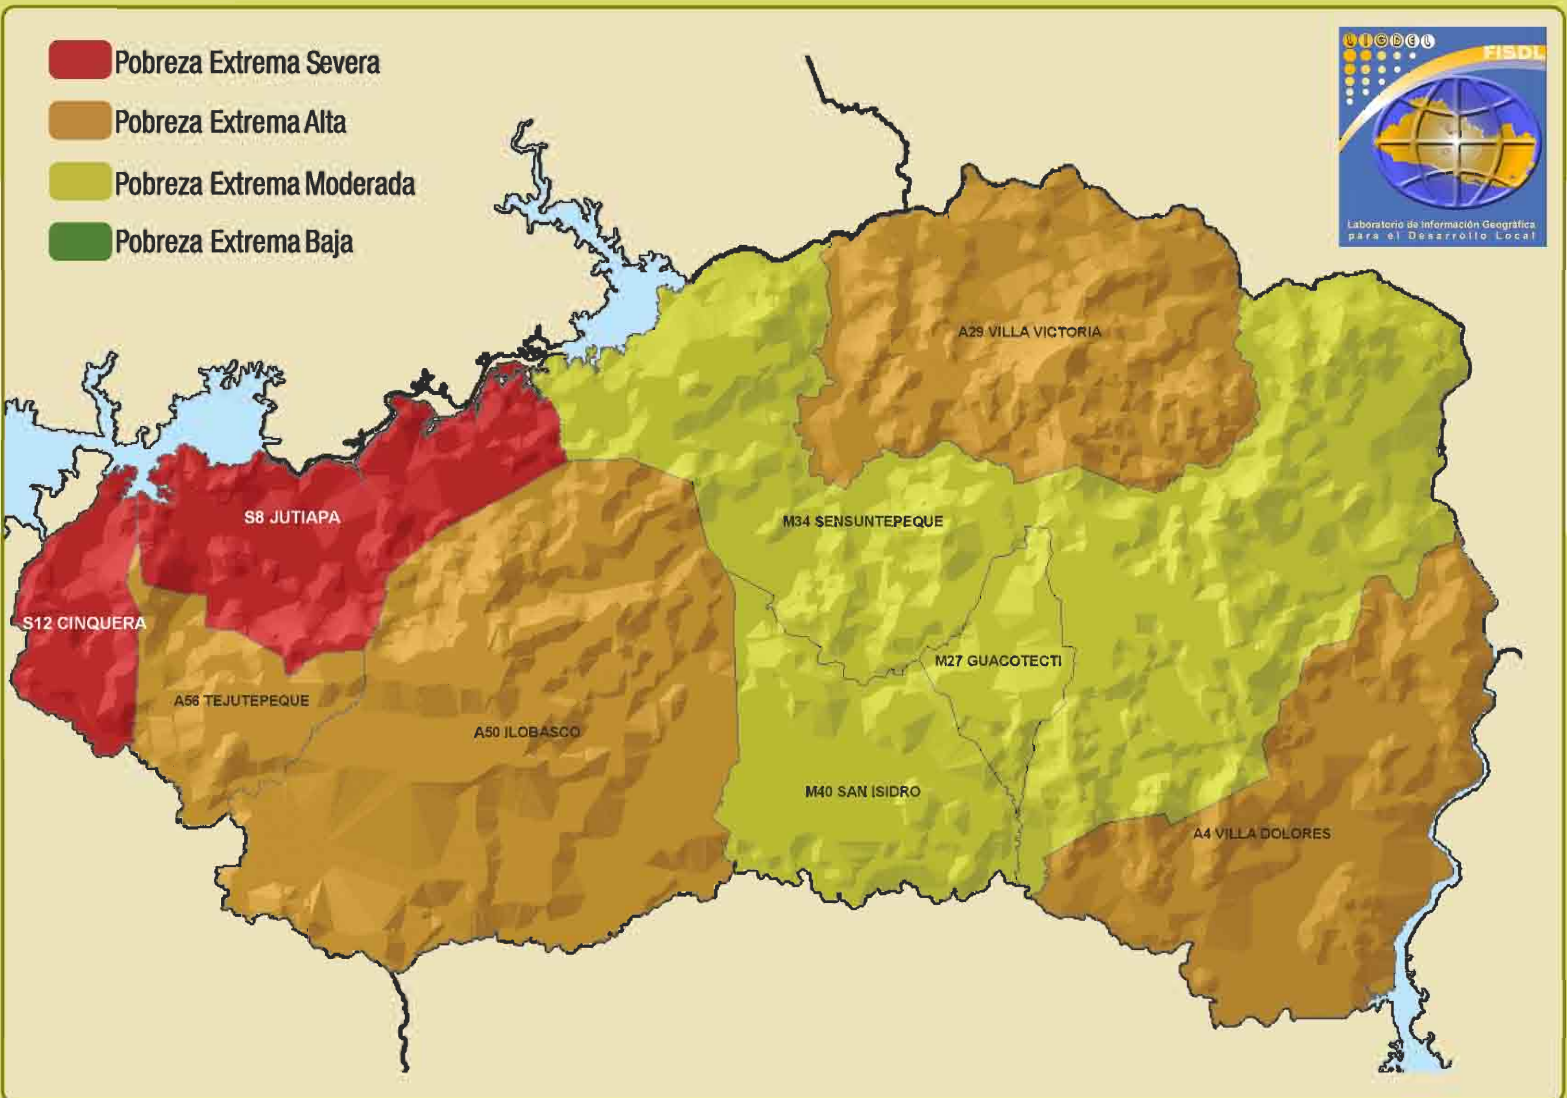 Pobreza Extrema Severa
Pobreza Extrema Alta
Pobreza Extrema Moderada
Pobreza Extrema Baja
LIGDEL
FISDL
Laboratorio de Información Geográfica
para el Desarrollo Local
A29 VILLA VICTORIA
S8 JUTIAPA
M34 SENSUNTEPEQUE
S12 CINQUERA
M27 GUACOTECTI
A56 TEJUTEPEQUE
A50 ILOBASCO
M40 SAN ISIDRO
A4 VILLA DOLORES